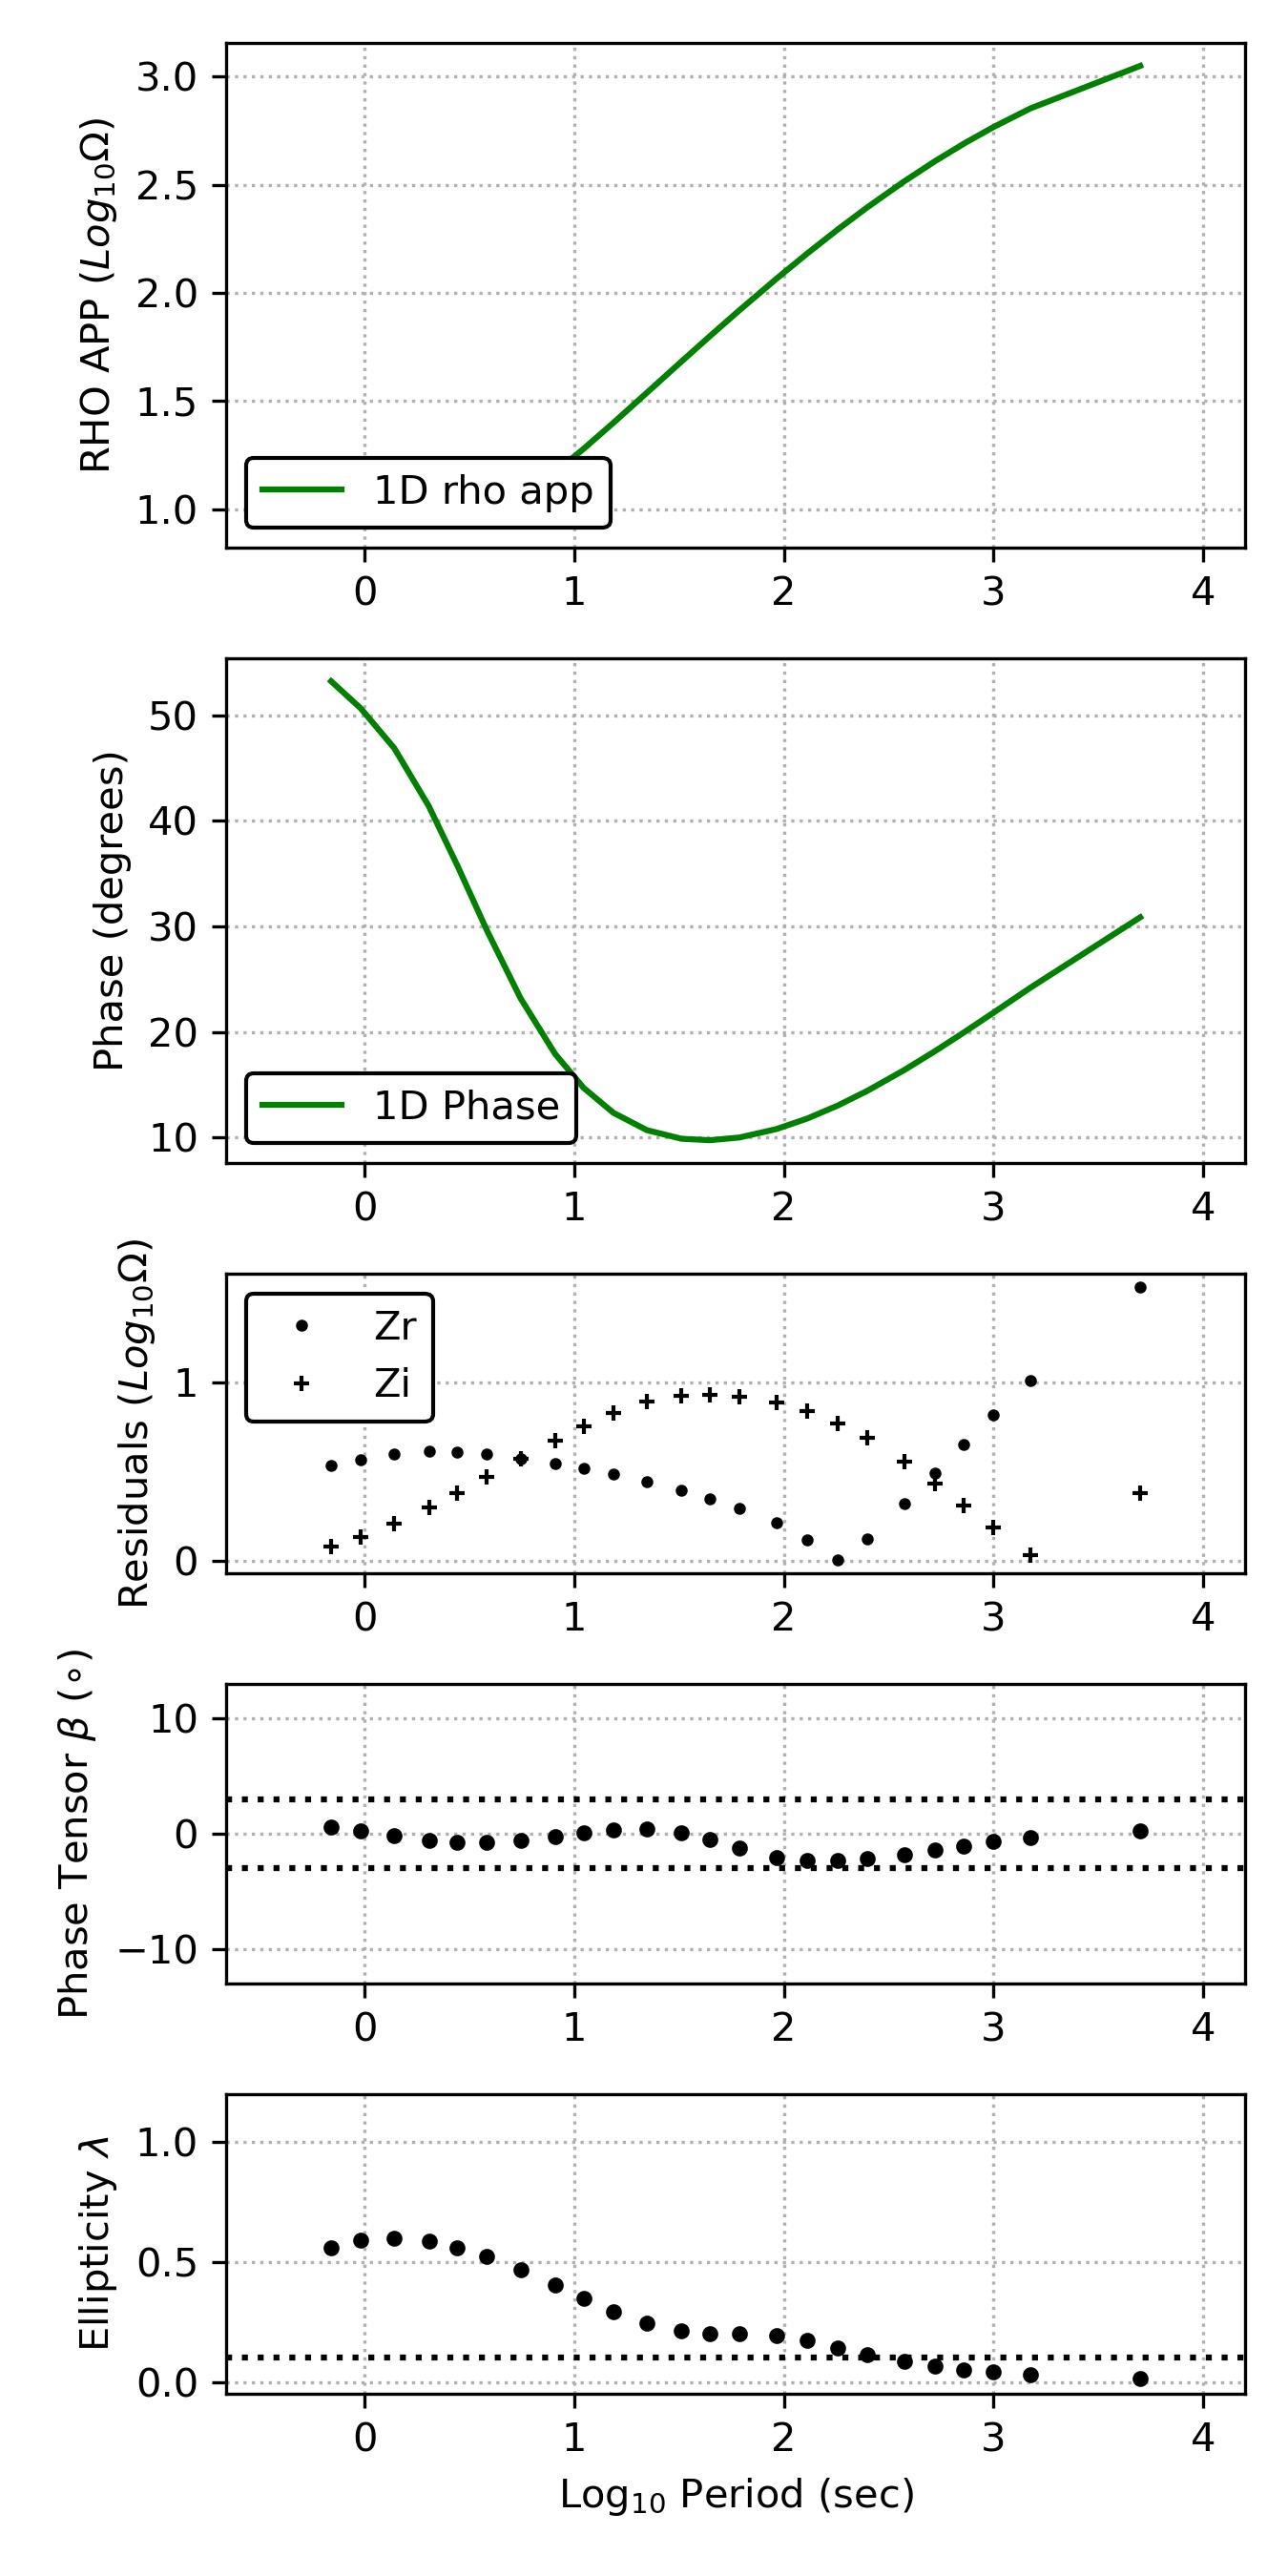 RHO APP (Log₁₀Ω)
3.0
2.5
2.0
1.5
1.0
1D rho app
0 1 2 3 4
Phase (degrees)
50
40
30
20
10
1D Phase
0 1 2 3 4
Residuals (Log₁₀Ω)
1
0
Zr
Zi
0 1 2 3 4
Phase Tensor β (∘)
10
0
−10
0 1 2 3 4
Ellipticity λ
1.0
0.5
0.0
0 1 2 3 4
Log₁₀ Period (sec)